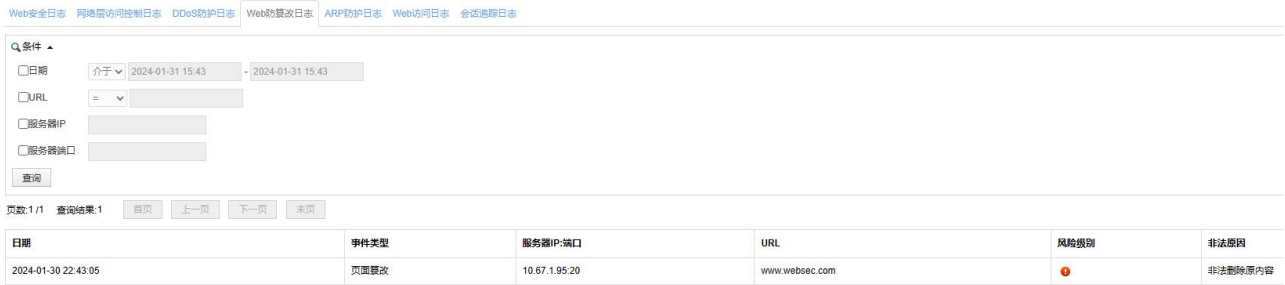 Web安全日志 网络层访问控制日志 DDoS防护日志 Web防篡改日志 ARP防护日志 Web访问日志 会话追踪日志
条件
日期 介于 2024-01-31 15:43 - 2024-01-31 15:43
URL =
服务器IP
服务器端口
查询
页数:1 /1 查询结果:1 首页 上一页 下一页 末页
日期 事件类型 服务器IP:端口 URL 风险级别 非法原因
2024-01-30 22:43:05 页面篡改 10.67.1.95:20 www.websec.com 非法删除原内容